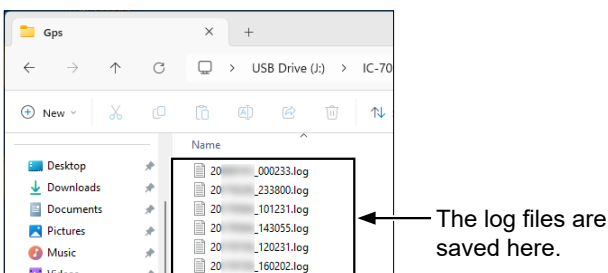 Gps
USB Drive (J:) > IC-70
New
Name
Desktop
Downloads
Documents
Pictures
Music
20 _000233.log
20 _233800.log
20 _101231.log
20 _143055.log
20 _120231.log
20 _160202.log
The log files are
saved here.